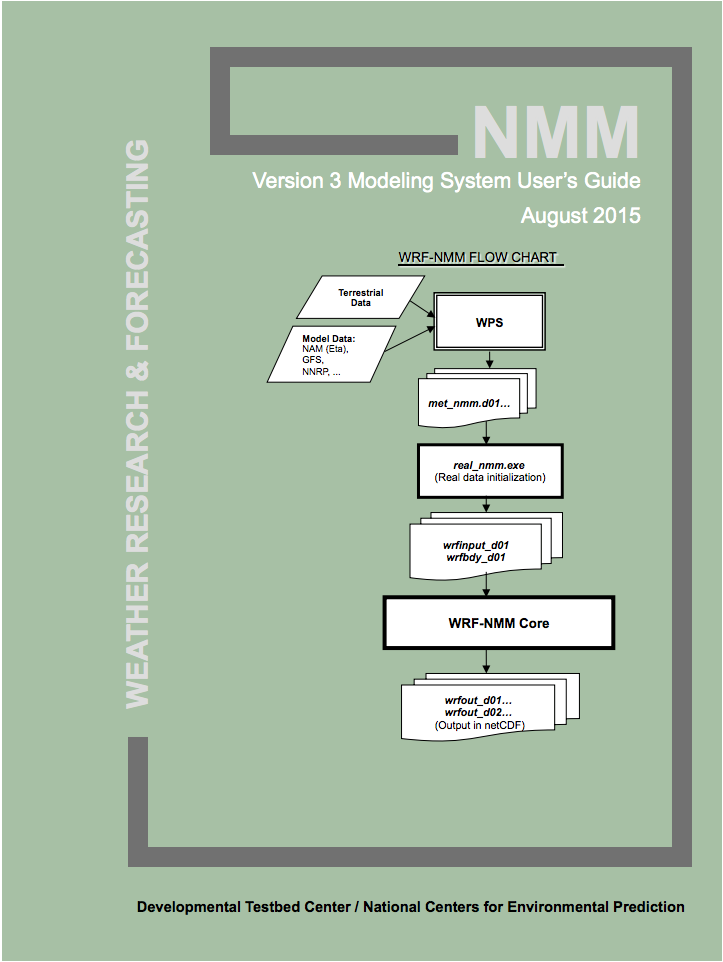 NMM
Version 3 Modeling System User's Guide
August 2015
WEATHER RESEARCH & FORECASTING
WRF-NMM FLOW CHART
Terrestrial
Data
Model Data:
NAM (Eta),
GFS,
NNRP, ...
WPS
met_nmm.d01…
real_nmm.exe
(Real data initialization)
wrfinput_d01
wrfbdy_d01
WRF-NMM Core
wrfout_d01…
wrfout_d02…
(Output in netCDF)
Developmental Testbed Center / National Centers for Environmental Prediction